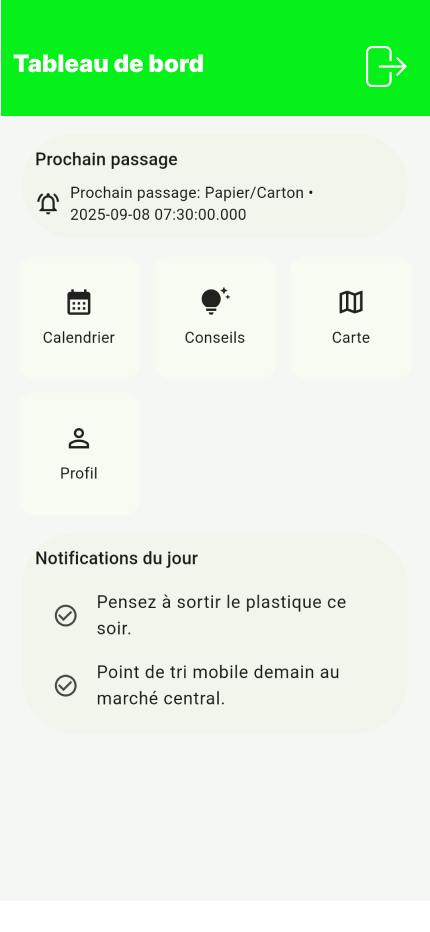 Tableau de bord
Prochain passage
Prochain passage: Papier/Carton •
2025-09-08 07:30:00.000
Calendrier
Conseils
Carte
Profil
Notifications du jour
Pensez à sortir le plastique ce
soir.
Point de tri mobile demain au
marché central.